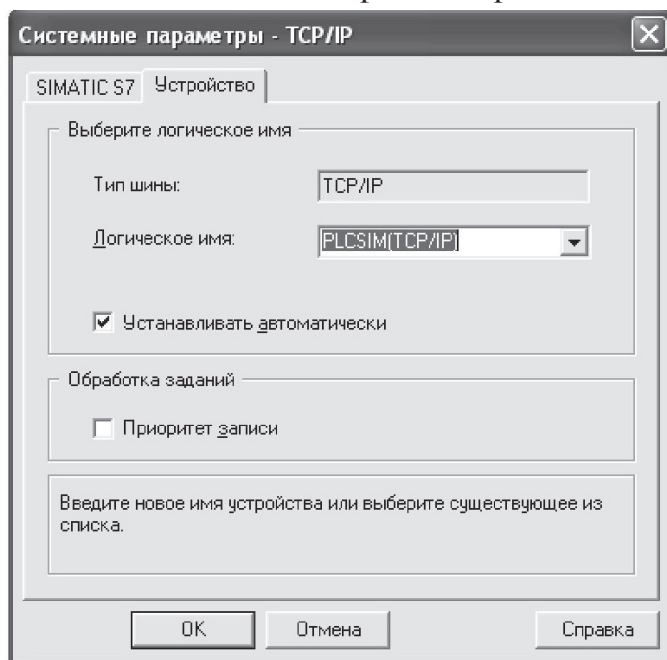 Системные параметры - TCP/IP
SIMATIC S7 Устройство
Выберите логическое имя
Тип шины: TCP/IP
Логическое имя: PLCSIM(TCP/IP)
Устанавливать автоматически
Обработка заданий
Приоритет записи
Введите новое имя устройства или выберите существующее из
списка.
OK Отмена Справка